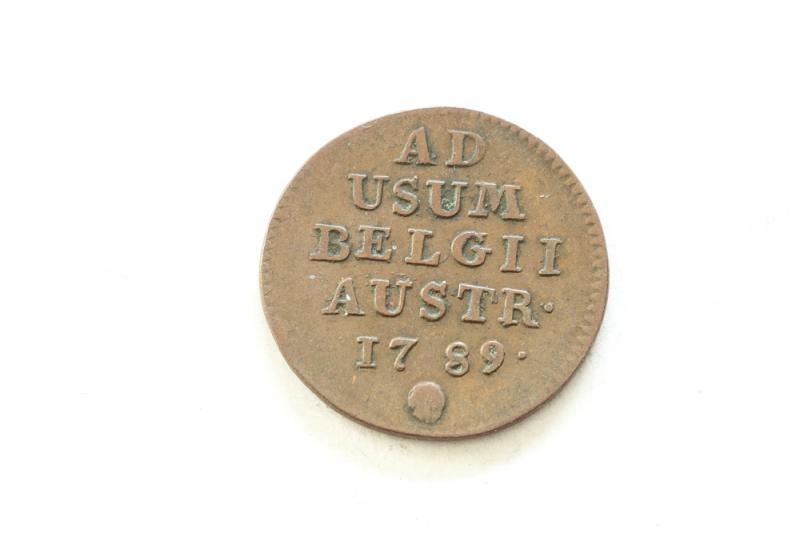 AD
USUM
BELGII
AUSTR·
1789·